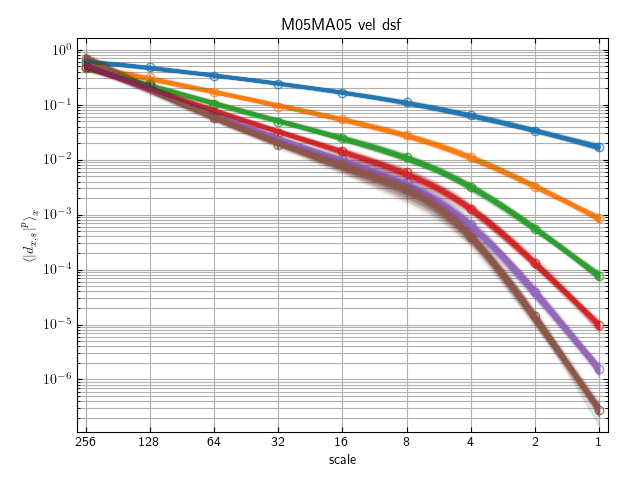 M05MA05 vel dsf
10^0
10^{-1}
10^{-2}
10^{-3}
10^{-4}
10^{-5}
10^{-6}
⟨|d_{x,s}|^p⟩_x
256 128 64 32 16 8 4 2 1
scale